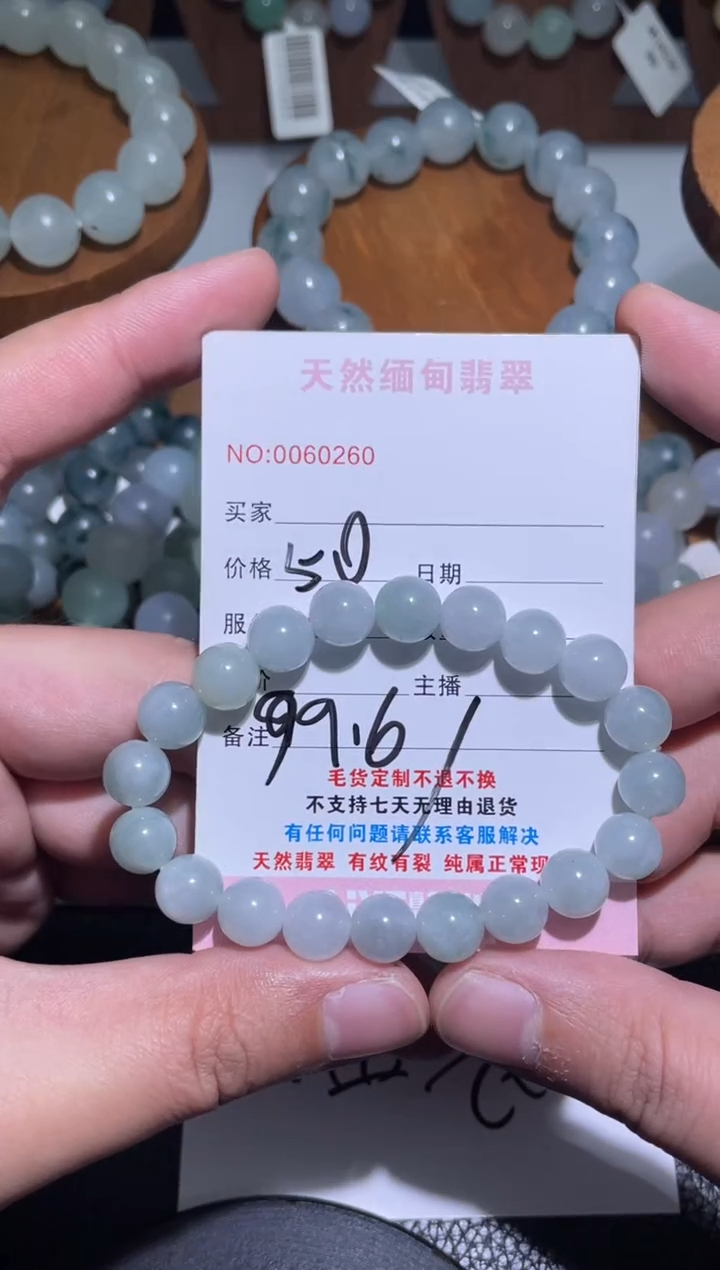 天然缅甸翡翠
NO:0060260
买家
价格 50 日期
服
价 主播
备注 99.6
毛货定制不退不换
不支持七天无理由退货
有任何问题请联系客服解决
天然翡翠 有纹有裂 纯属正常现